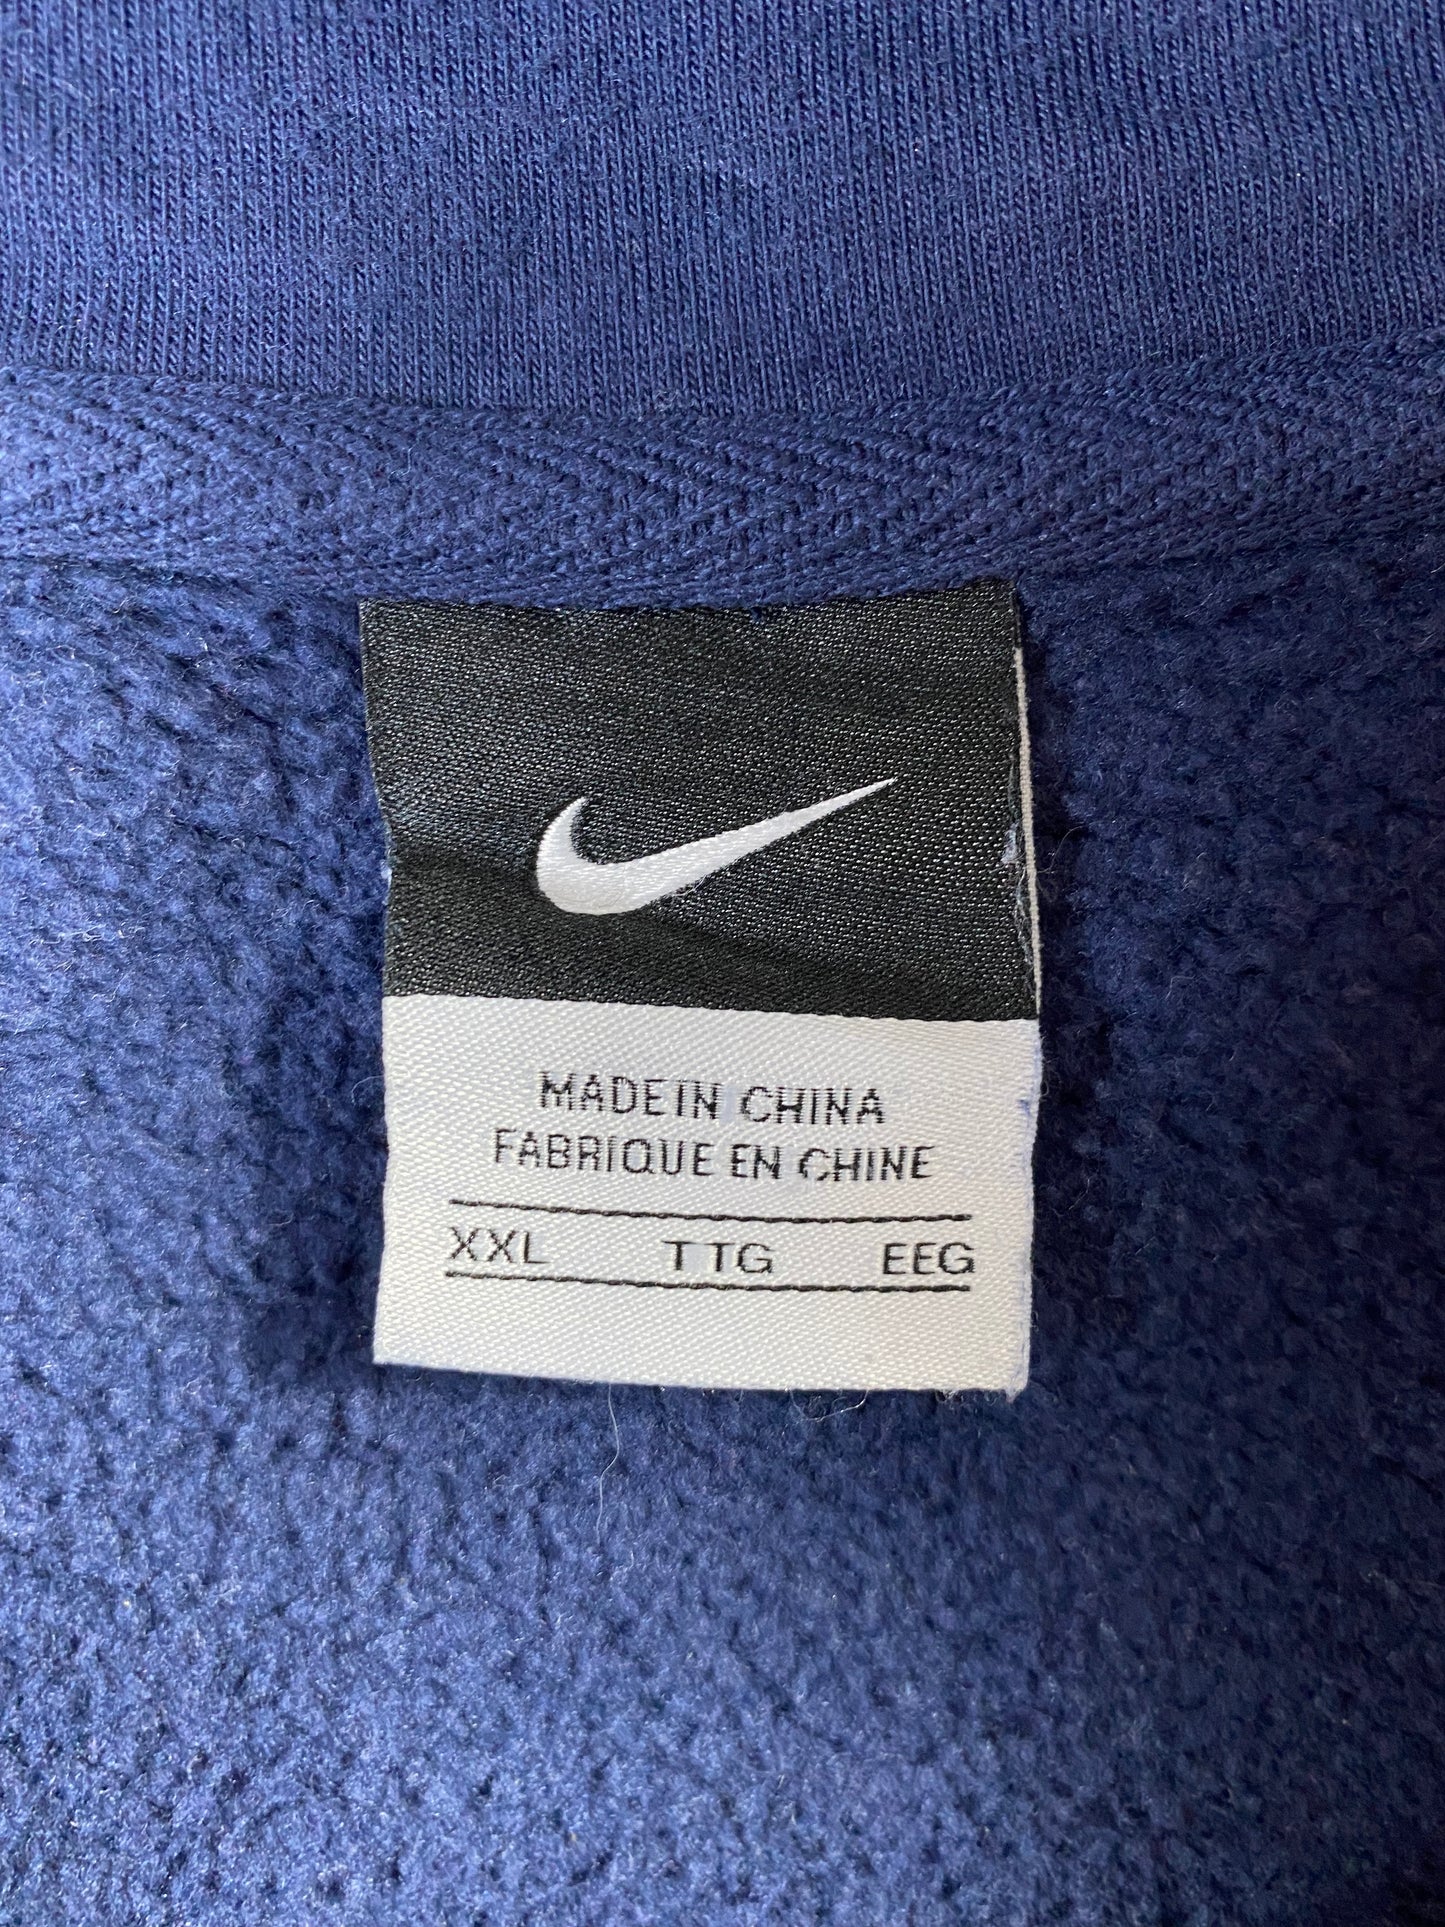 MADE IN CHINA
FABRIQUE EN CHINE
XXL TTG EEG